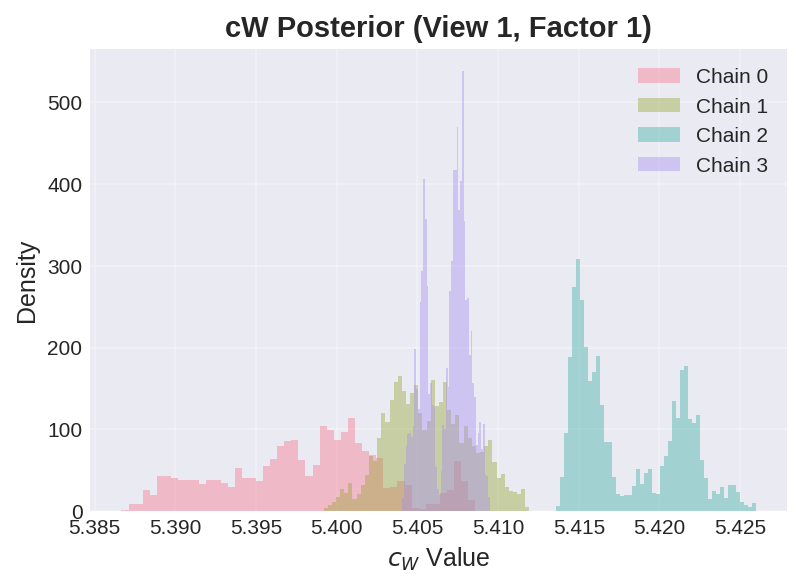 cW Posterior (View 1, Factor 1)
Chain 0
Chain 1
Chain 2
Chain 3
Density
500
400
300
200
100
0
5.385 5.390 5.395 5.400 5.405 5.410 5.415 5.420 5.425
c_W Value